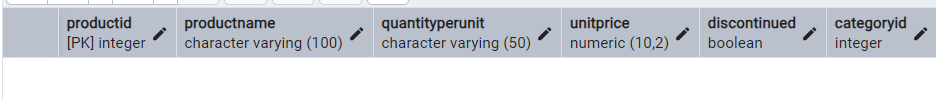 productid
[PK] integer
productname
character varying (100)
quantityperunit
character varying (50)
unitprice
numeric (10,2)
discontinued
boolean
categoryid
integer